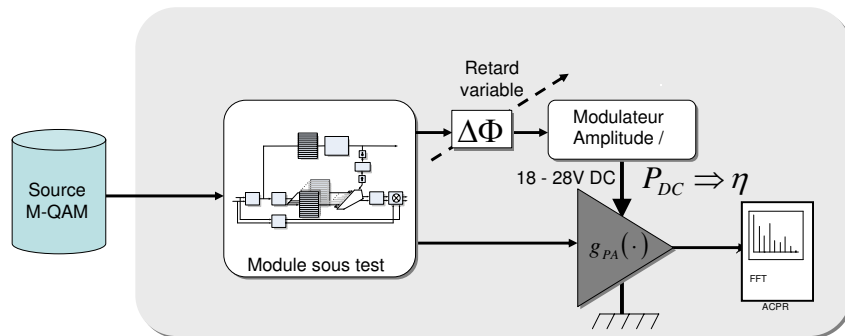 Retard
variable
ΔΦ
Modulateur
Amplitude /
Source
M-QAM
18 - 28V DC
P_DC ⇒ η
g_PA(·)
Module sous test
FFT
ACPR